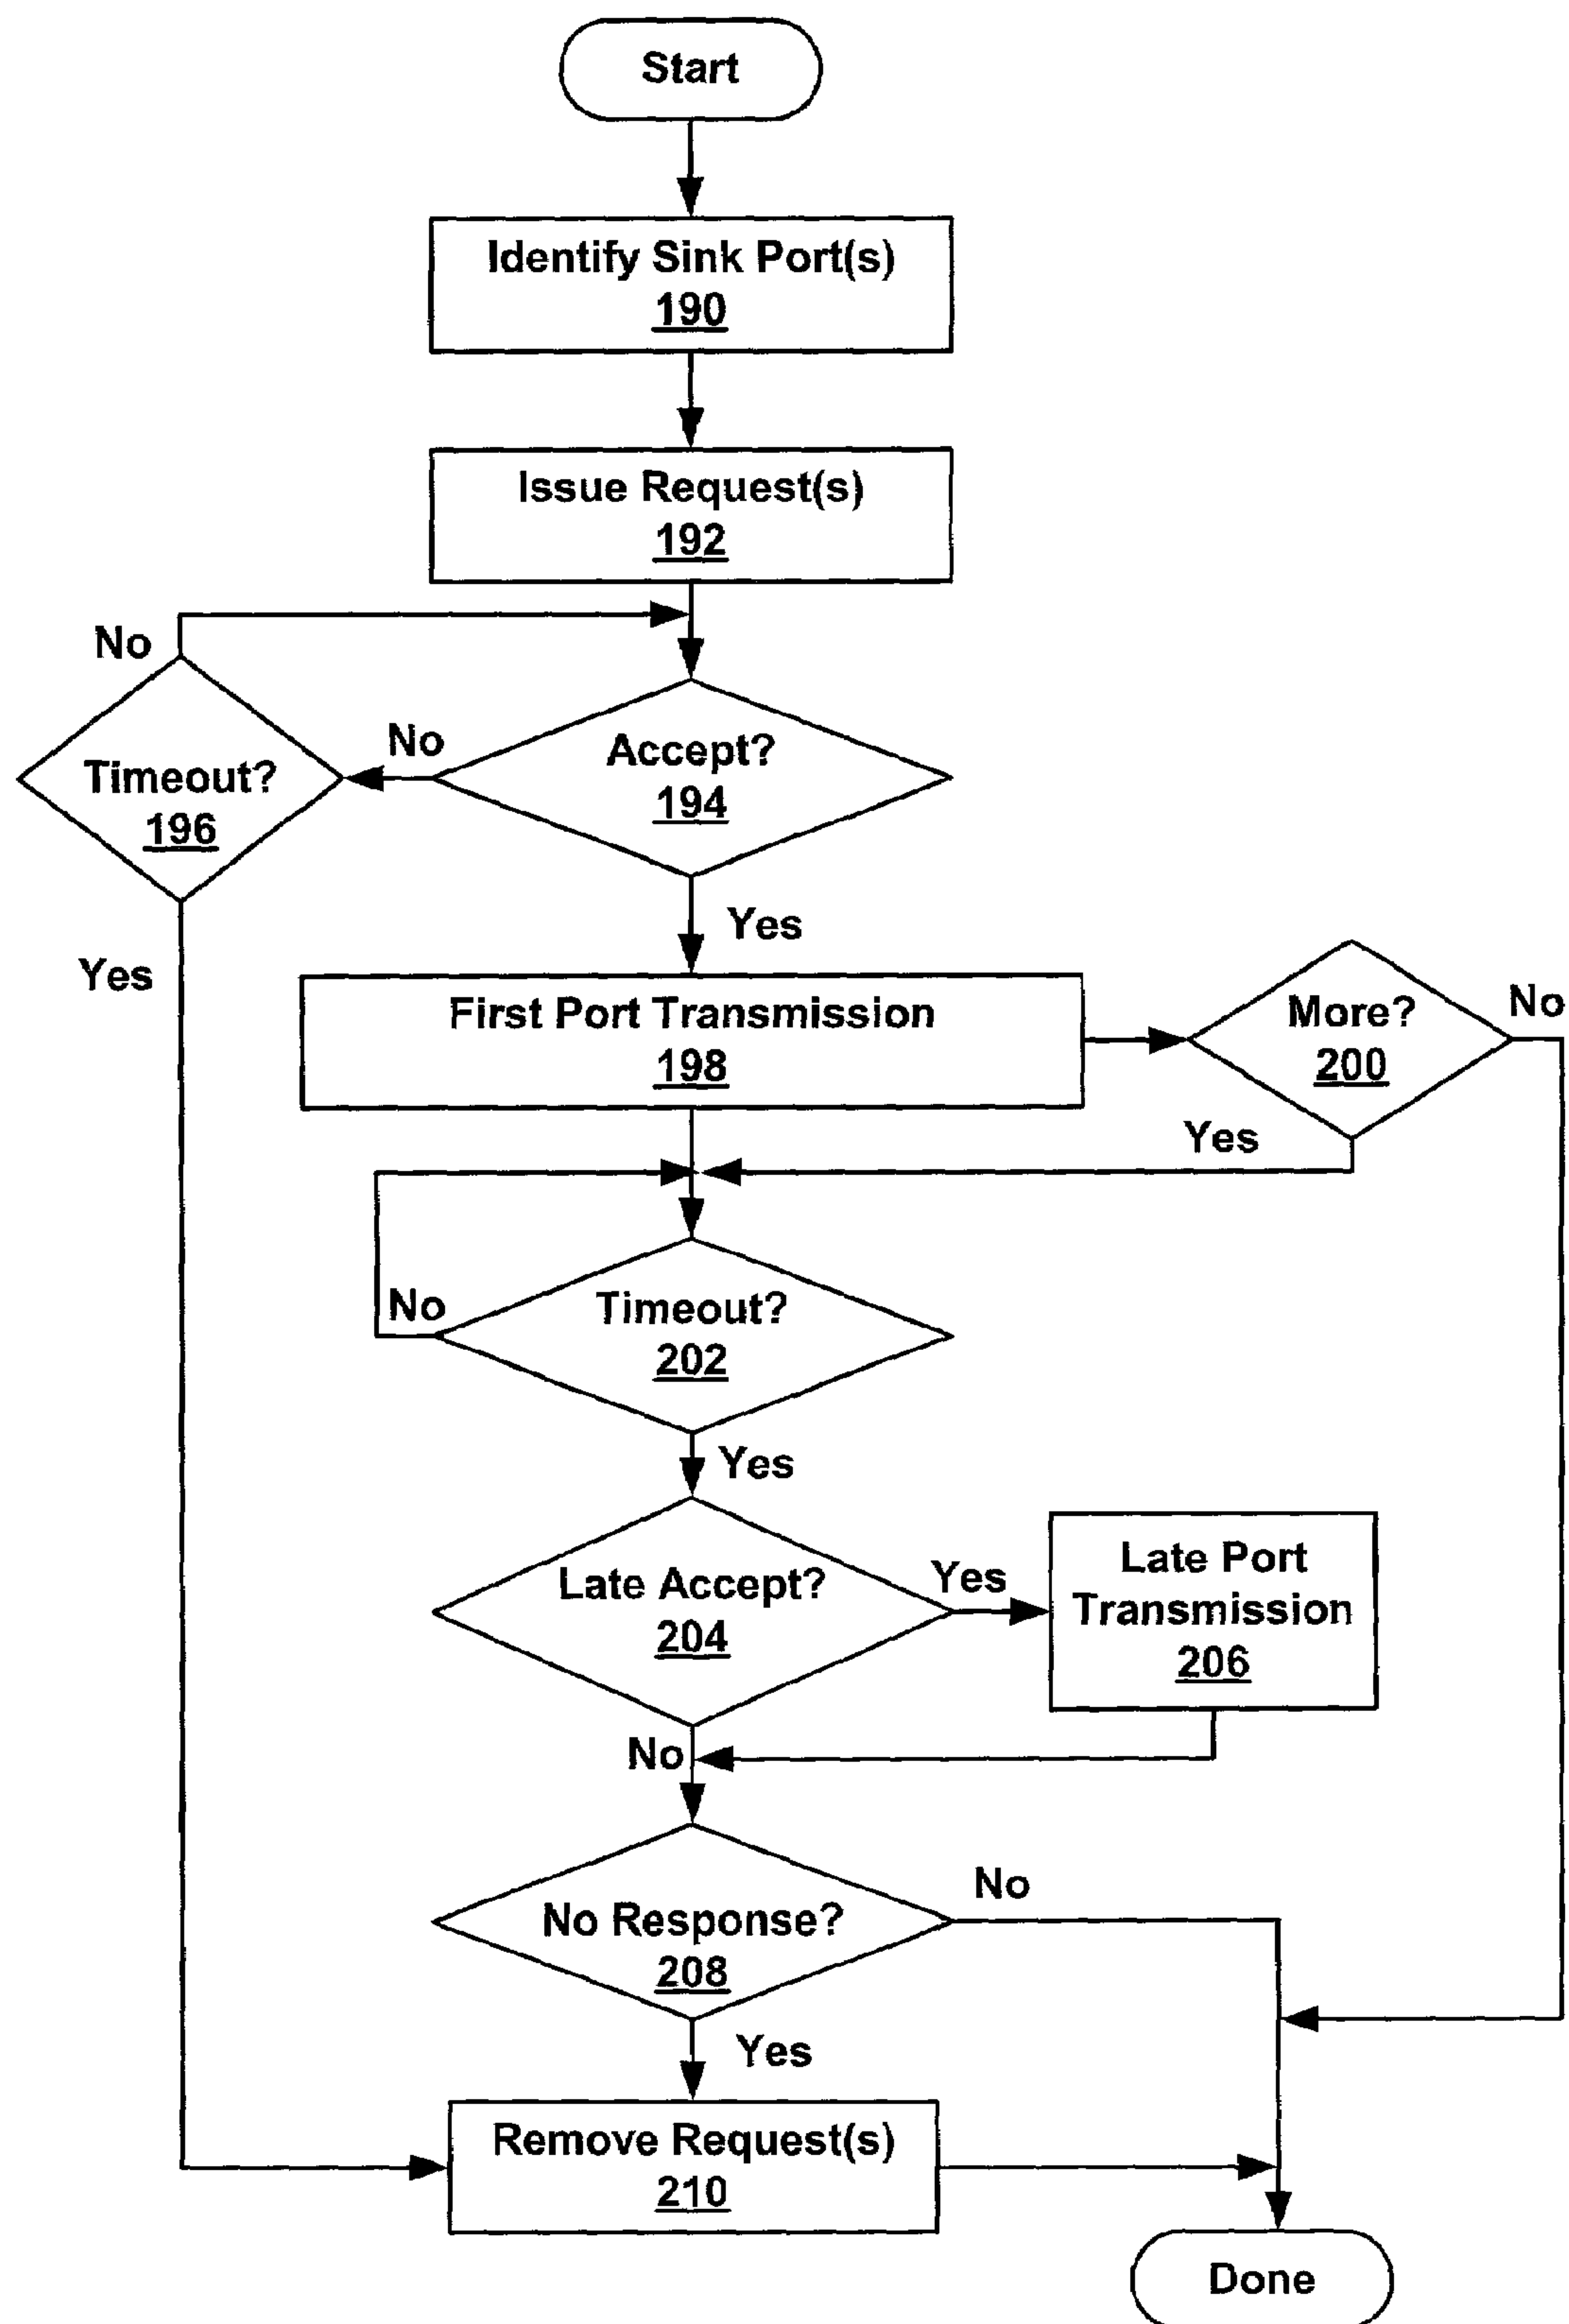 Start
Identify Sink Port(s)
190
Issue Request(s)
192
No
Timeout?
196
No
Accept?
194
Yes
Yes
First Port Transmission
198
More?
200
No
Yes
No
Timeout?
202
Yes
Late Accept?
204
Yes
Late Port
Transmission
206
No
No Response?
208
No
Yes
Remove Request(s)
210
Done